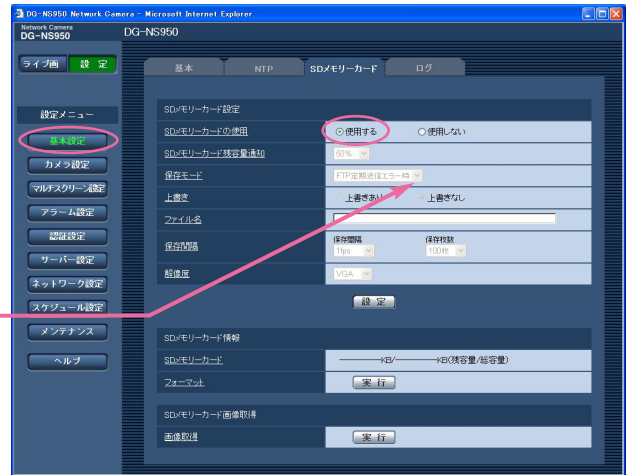 DG-NS950 Network Camera - Microsoft Internet Explorer
Network Camera
DG-NS950
DG-NS950
ライブ画 設定
基本 NTP SDメモリーカード ログ
設定メニュー
基本設定
カメラ設定
マルチスクリーン設定
アラーム設定
認証設定
サーバー設定
ネットワーク設定
スケジュール設定
メンテナンス
ヘルプ
SDメモリーカード設定
SDメモリーカードの使用 使用する 使用しない
SDメモリーカード残容量通知 50%
保存モード FTP定期送信エラー時
上書き 上書きあり 上書きなし
ファイル名
保存間隔 保存間隔 保存枚数
1fps 100枚
解像度 VGA
設定
SDメモリーカード情報
SDメモリーカード ―――――KB/―――――KB(残容量/総容量)
フォーマット 実行
SDメモリーカード画像取得
画像取得 実行